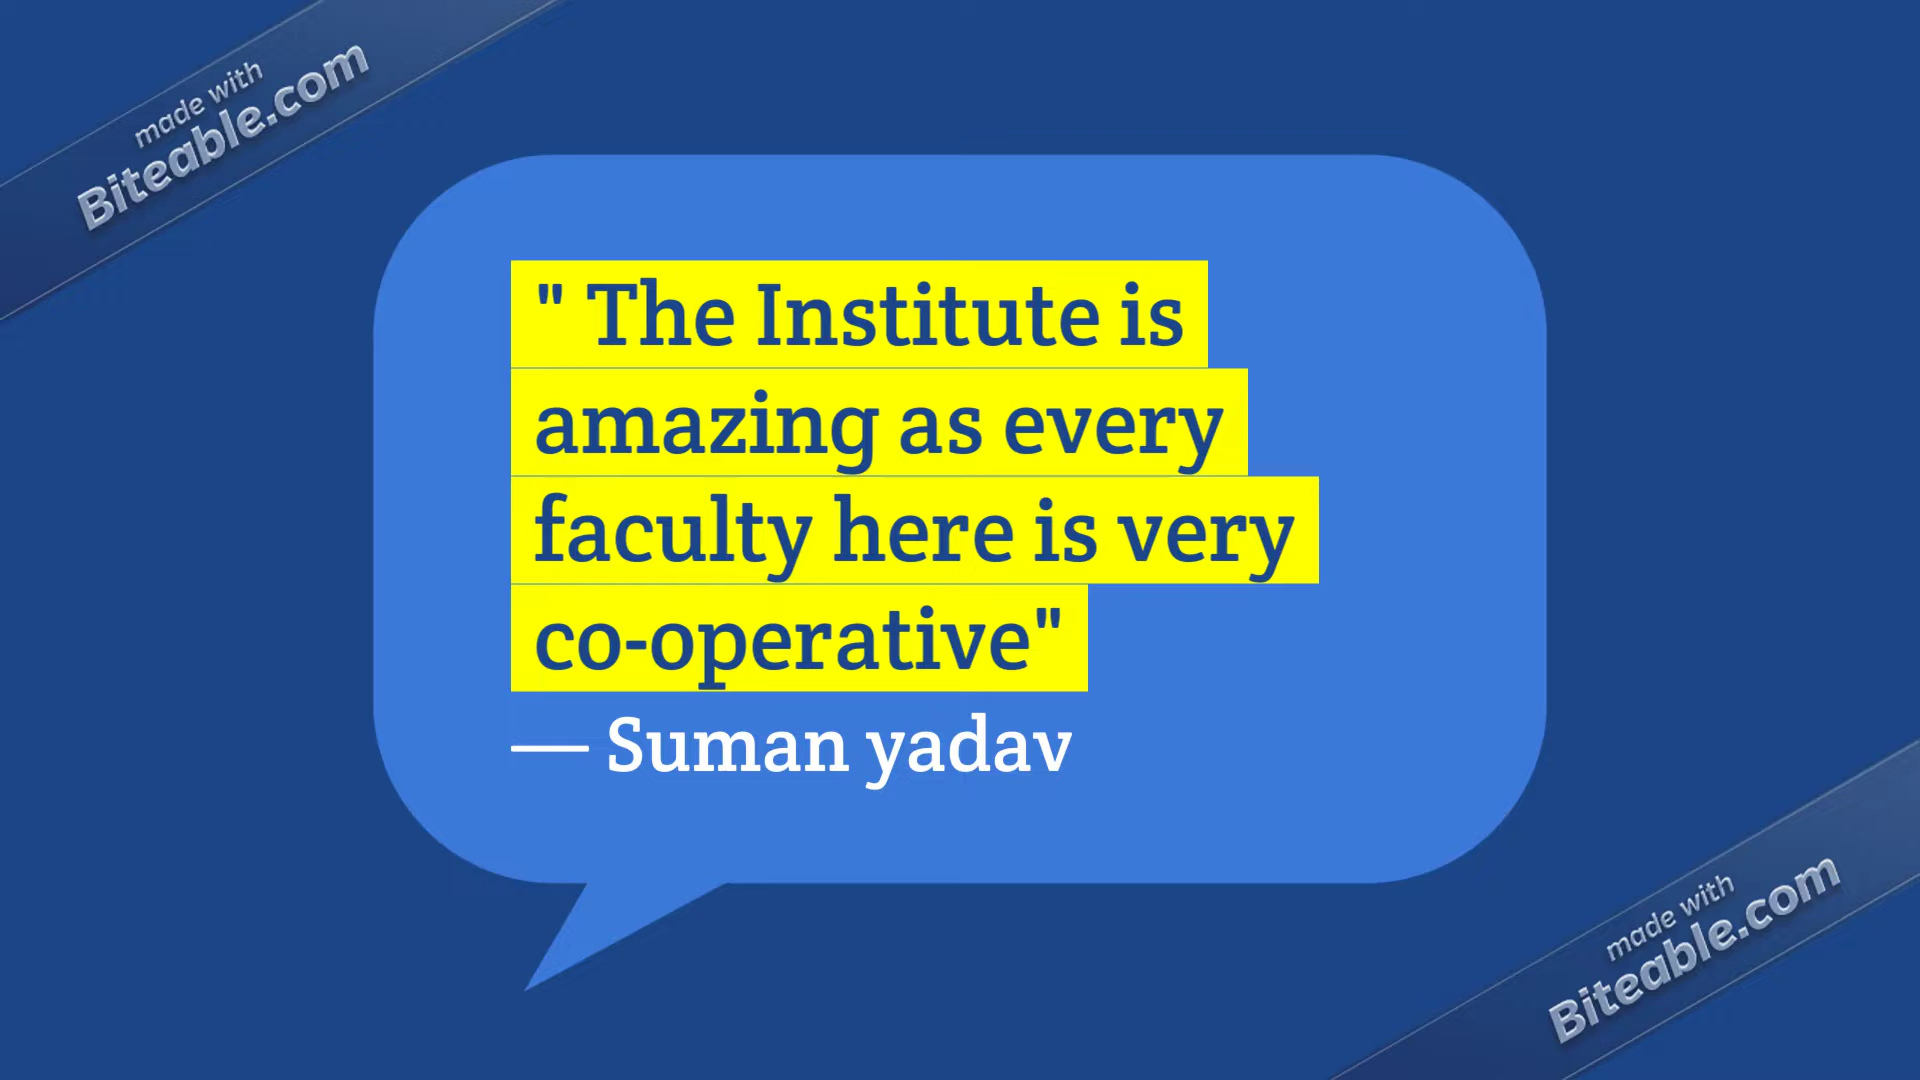 made with
Biteable.com
" The Institute is
amazing as every
faculty here is very
co-operative"
— Suman yadav
made with
Biteable.com